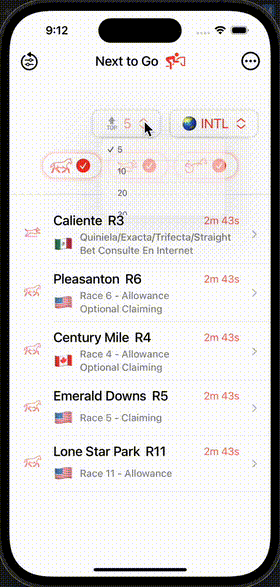 9:12
Next to Go
TOP 5
INTL
✓ 5
10
20
30
Caliente R3
2m 43s
Quiniela/Exacta/Trifecta/Straight
Bet Consulte En Internet
Pleasanton R6
2m 43s
Race 6 - Allowance
Optional Claiming
Century Mile R4
2m 43s
Race 4 - Allowance
Optional Claiming
Emerald Downs R5
2m 43s
Race 5 - Claiming
Lone Star Park R11
2m 43s
Race 11 - Allowance